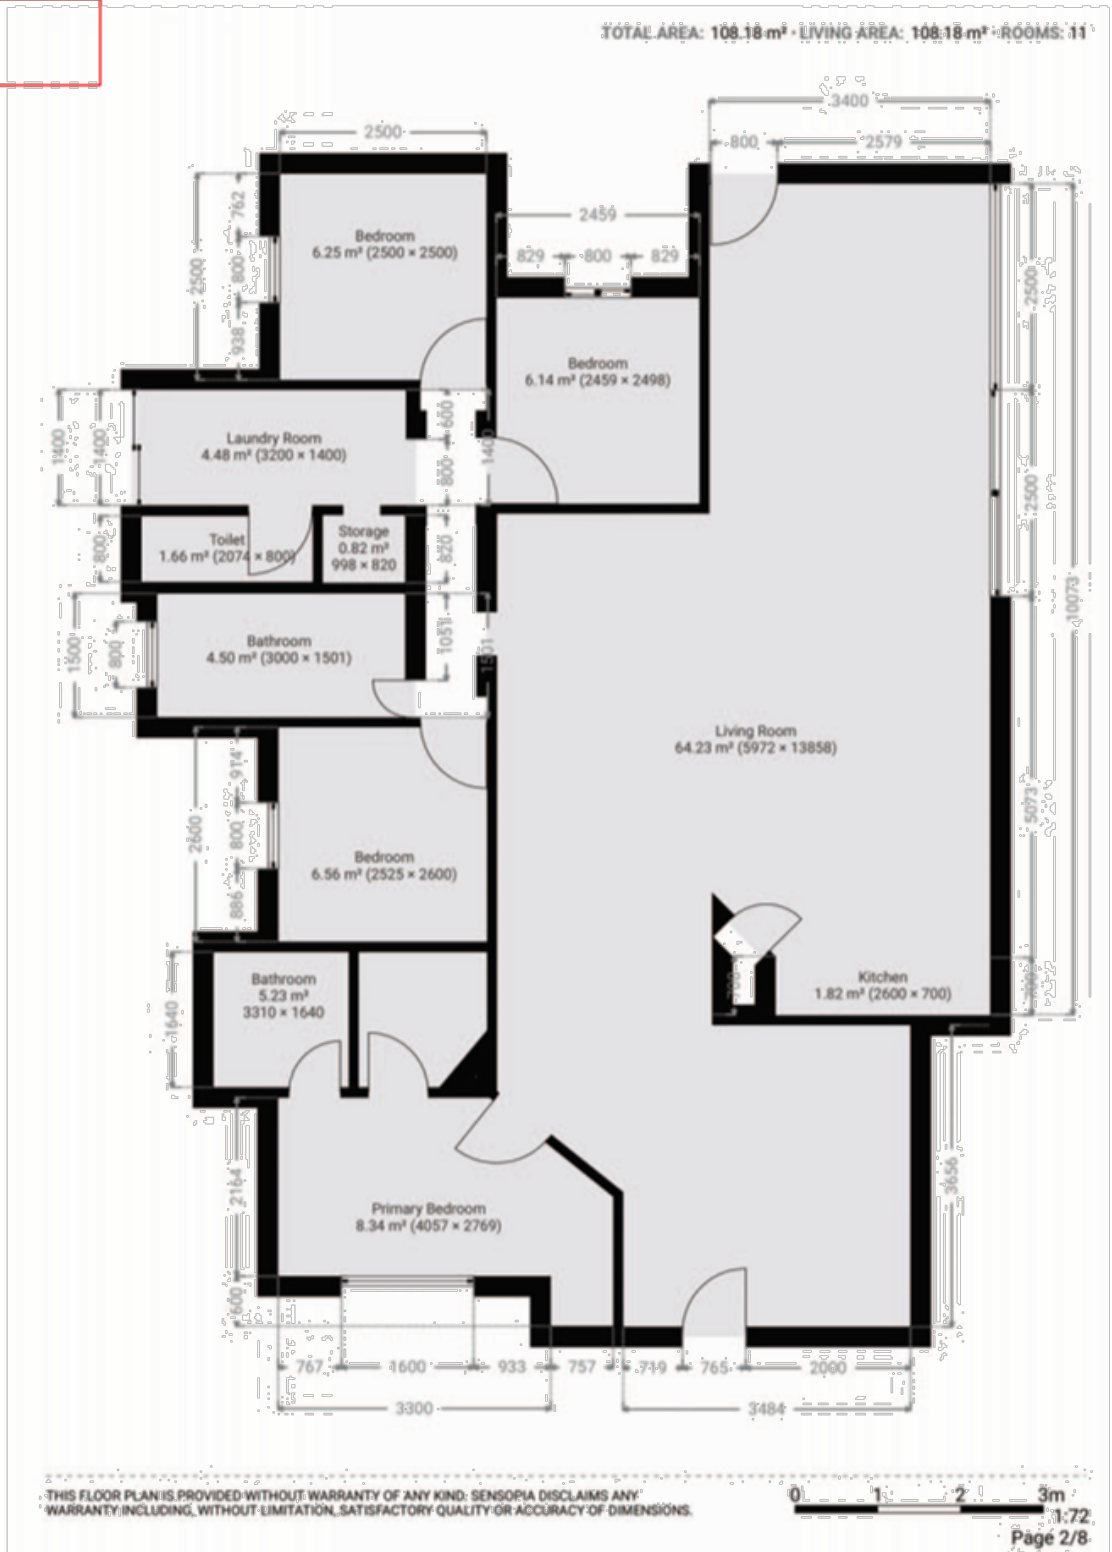 TOTAL AREA: 108.18 m² · LIVING AREA: 108.18 m² · ROOMS: 11
3400
800
2579
2500
762
2459
829
800
829
2500
800
938
Bedroom
6.25 m² (2500 × 2500)
2500
Bedroom
6.14 m² (2459 × 2498)
1400
1400
Laundry Room
4.48 m² (3200 × 1400)
600
800
1400
2500
800
Toilet
1.66 m² (2074 × 800)
Storage
0.82 m²
998 × 820
820
10073
1500
800
Bathroom
4.50 m² (3000 × 1501)
1051
1501
Living Room
64.23 m² (5972 × 13858)
2600
914
800
886
5073
Bedroom
6.56 m² (2525 × 2600)
1640
Bathroom
5.23 m²
3310 × 1640
700
Kitchen
1.82 m² (2600 × 700)
700
2164
600
Primary Bedroom
8.34 m² (4057 × 2769)
3656
767
1600
933
757
719
765
2000
3300
3484
THIS FLOOR PLAN IS PROVIDED WITHOUT WARRANTY OF ANY KIND. SENSOPIA DISCLAIMS ANY
WARRANTY INCLUDING, WITHOUT LIMITATION, SATISFACTORY QUALITY OR ACCURACY OF DIMENSIONS.
0 1 2 3m
1:72
Page 2/8